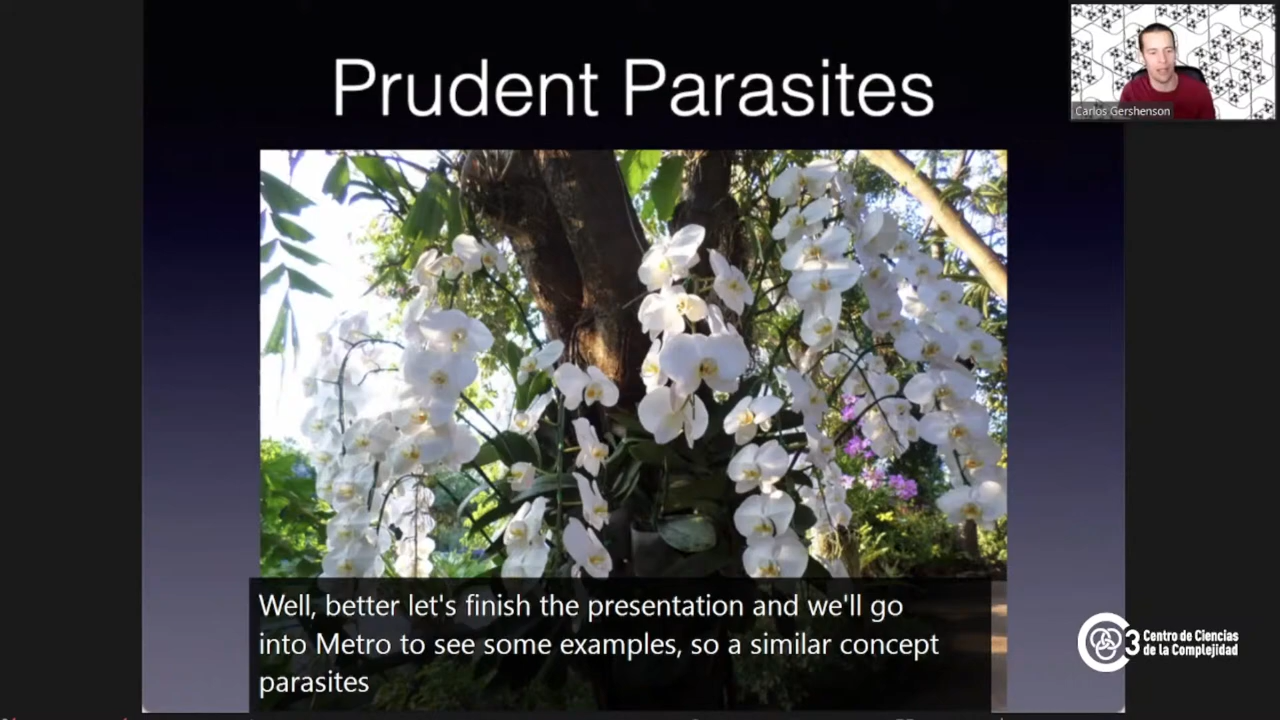 Prudent Parasites
Carlos Gershenson
Well, better let's finish the presentation and we'll go
into Metro to see some examples, so a similar concept
parasites
C3 Centro de Ciencias
de la Complejidad